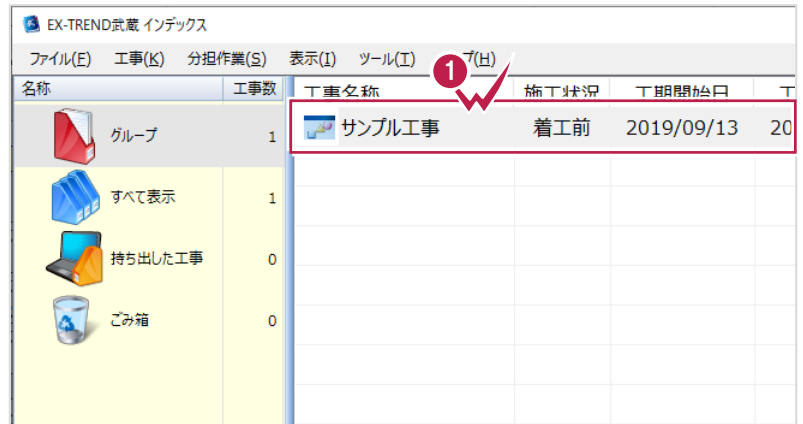 EX-TREND武蔵 インデックス
ファイル(F) 工事(K) 分担作業(S) 表示(I) ツール(T) プ(H)
名称 工事数 工事名称 施工状況 工期開始日
1
サンプル工事 着工前 2019/09/13 20
グループ 1
すべて表示 1
持ち出した工事 0
ごみ箱 0